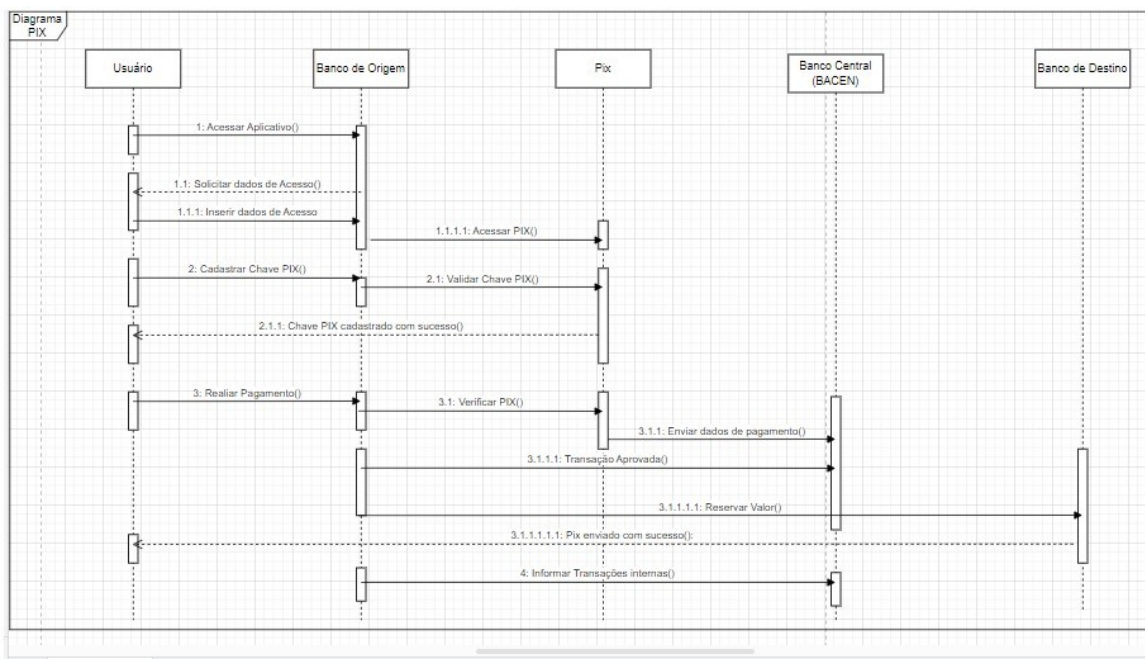 Diagrama
PIX
Usuário
Banco de Origem
Pix
Banco Central
(BACEN)
Banco de Destino
1: Acessar Aplicativo()
1.1: Solicitar dados de Acesso()
1.1.1: Inserir dados de Acesso
1.1.1.1: Acessar PIX()
2: Cadastrar Chave PIX()
2.1: Validar Chave PIX()
2.1.1: Chave PIX cadastrado com sucesso()
3: Realiar Pagamento()
3.1: Verificar PIX()
3.1.1: Enviar dados de pagamento()
3.1.1.1: Transação Aprovada()
3.1.1.1.1: Reservar Valor()
3.1.1.1.1.1: Pix enviado com sucesso():
4: Informar Transações internas()